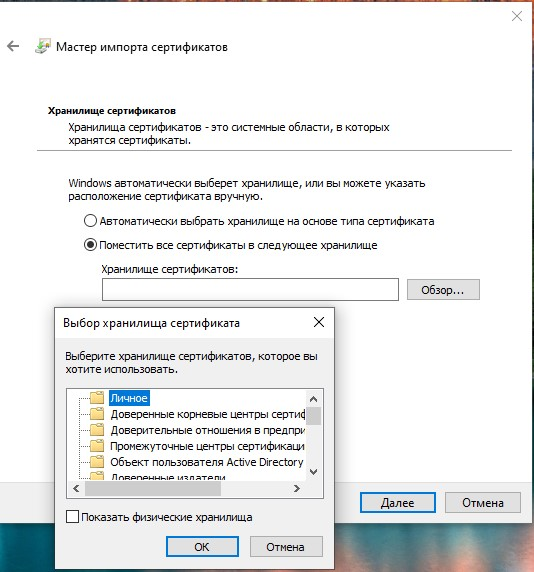 Мастер импорта сертификатов
Хранилище сертификатов
Хранилища сертификатов - это системные области, в которых
хранятся сертификаты.
Windows автоматически выберет хранилище, или вы можете указать
расположение сертификата вручную.
Автоматически выбрать хранилище на основе типа сертификата
Поместить все сертификаты в следующее хранилище
Хранилище сертификатов:
Обзор...
Выбор хранилища сертификата
Выберите хранилище сертификатов, которое вы
хотите использовать.
Личное
Доверенные корневые центры сертиф
Доверительные отношения в предпри
Промежуточные центры сертификаци
Объект пользователя Active Directory
Доверенные издатели
Показать физические хранилища
ОК
Отмена
Далее
Отмена